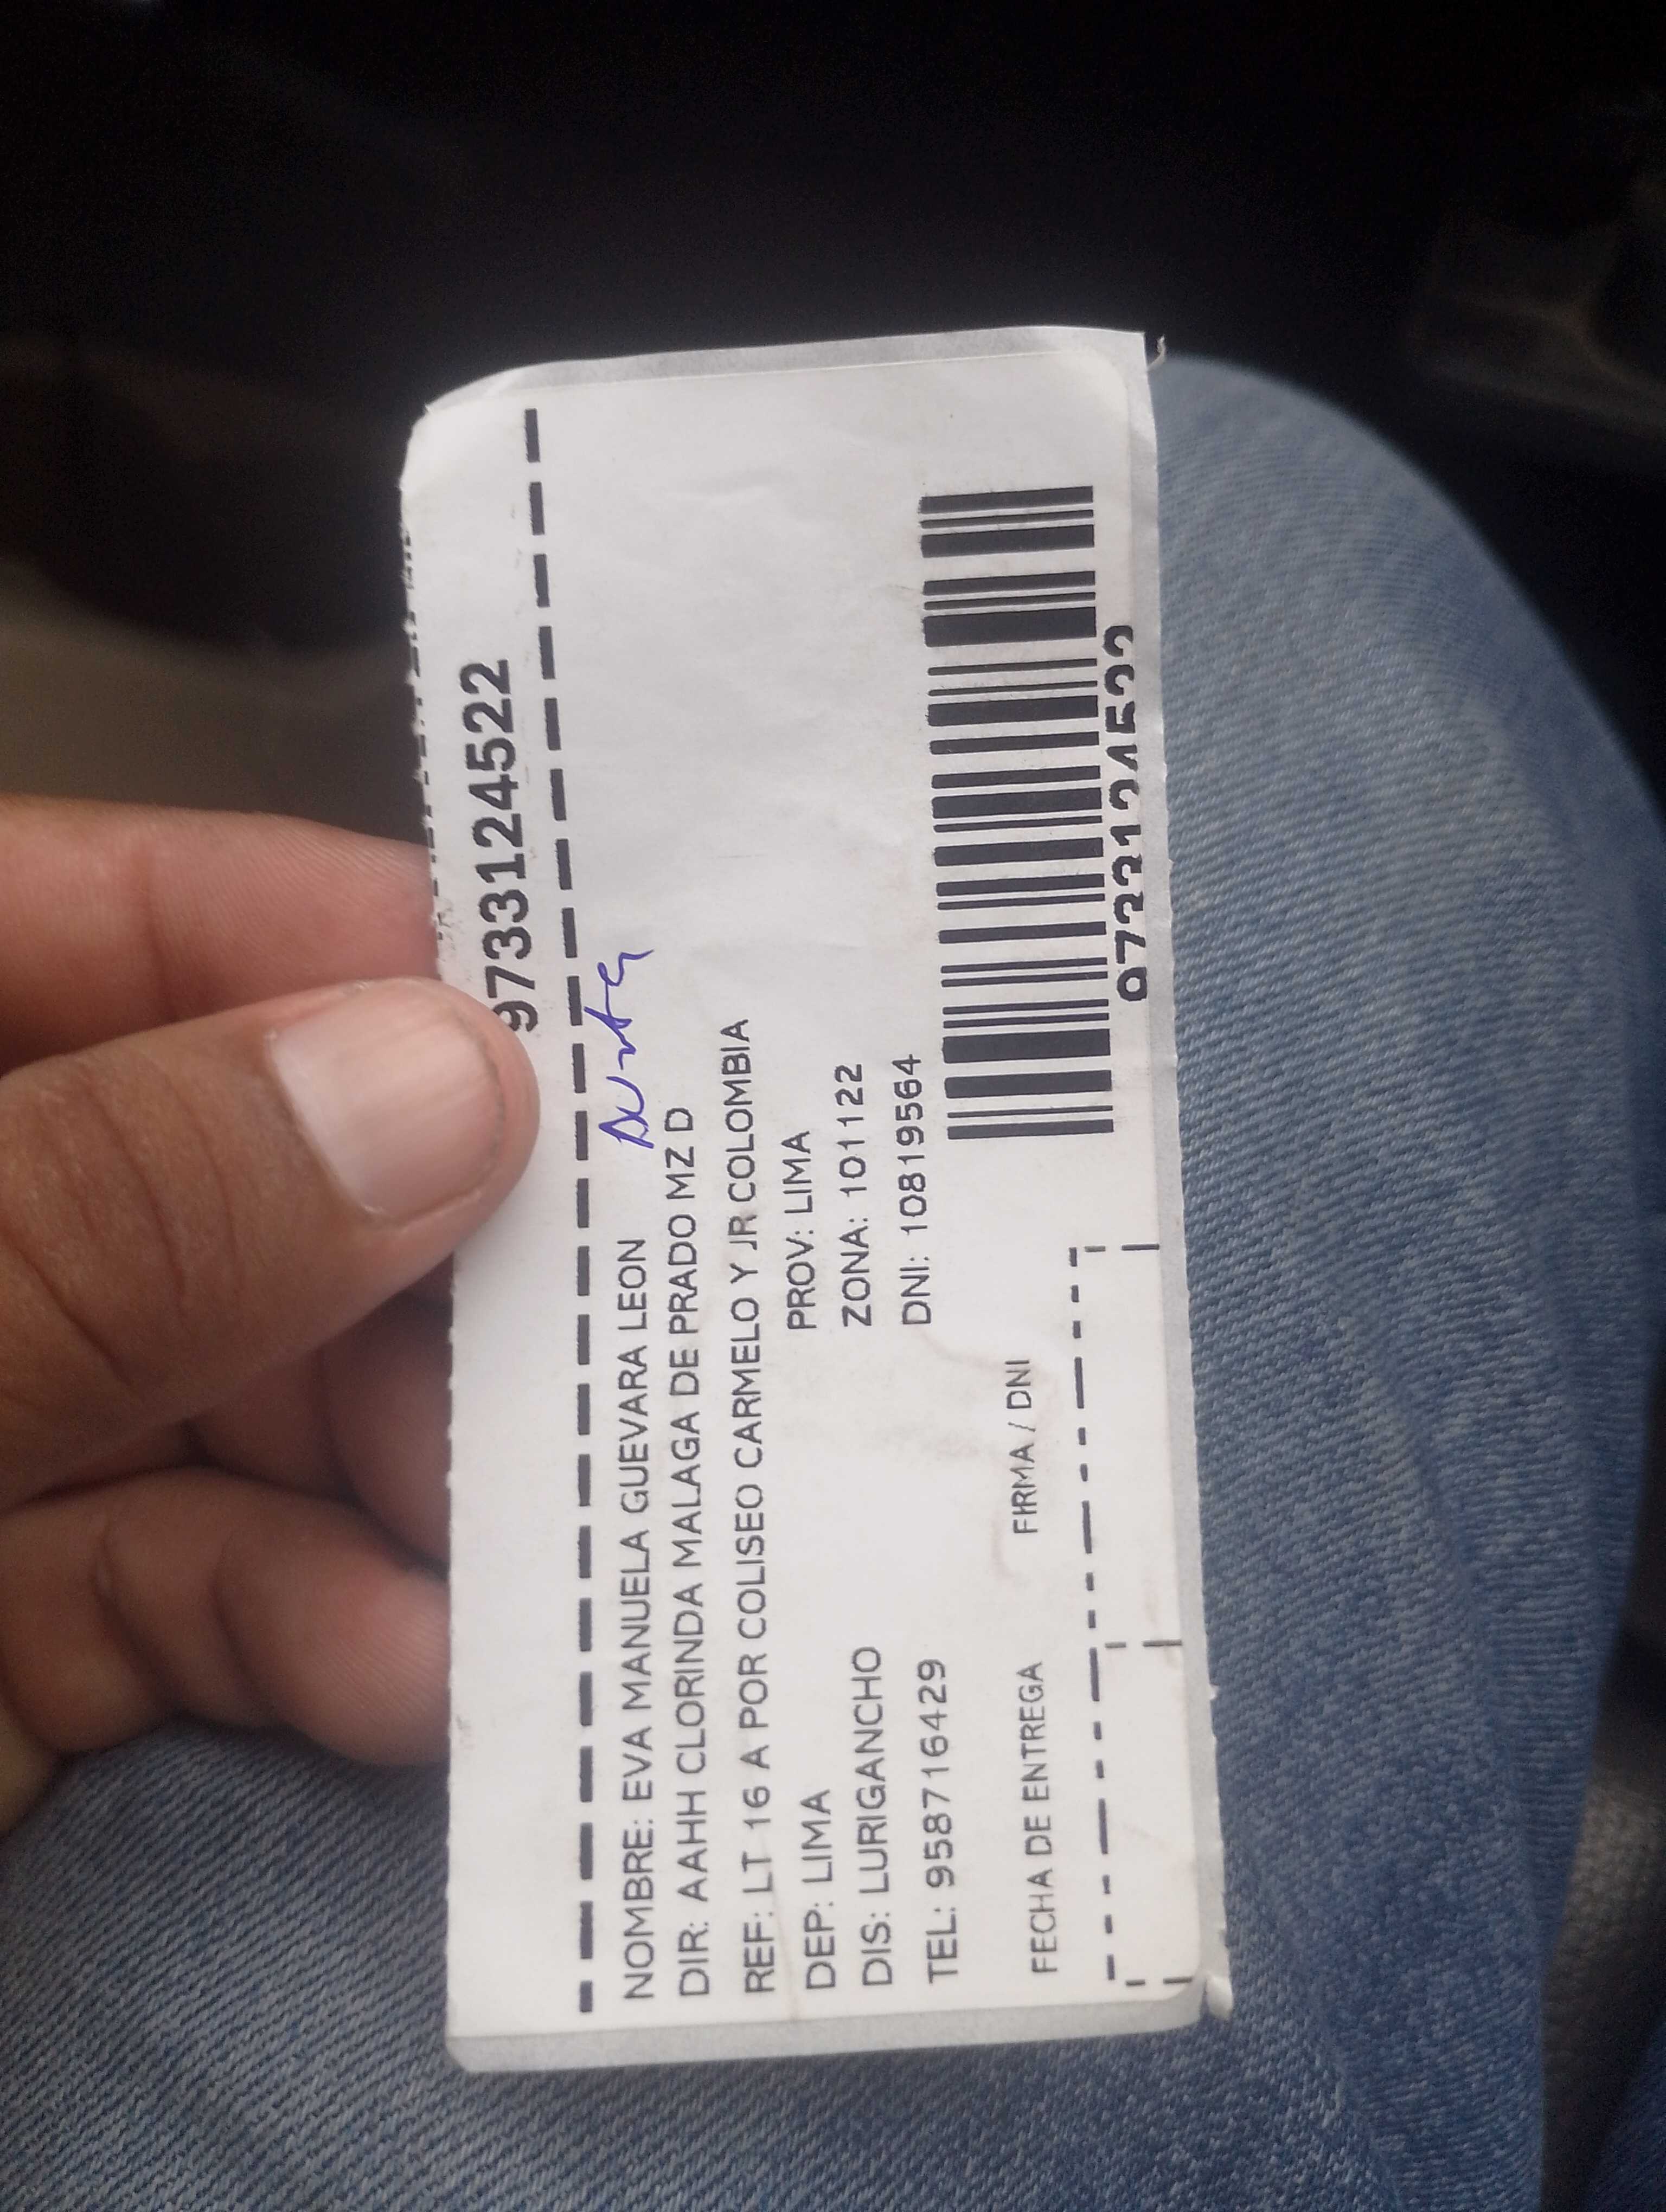 9733124522
NOMBRE: EVA MANUELA GUEVARA LEON
DIR: AAHH CLORINDA MALAGA DE PRADO MZ D
REF: LT 16 A POR COLISEO CARMELO Y JR COLOMBIA
DEP: LIMA PROV: LIMA
DIS: LURIGANCHO ZONA: 101122
TEL: 958716429 DNI: 10819564
FECHA DE ENTREGA FIRMA / DNI
9733124522